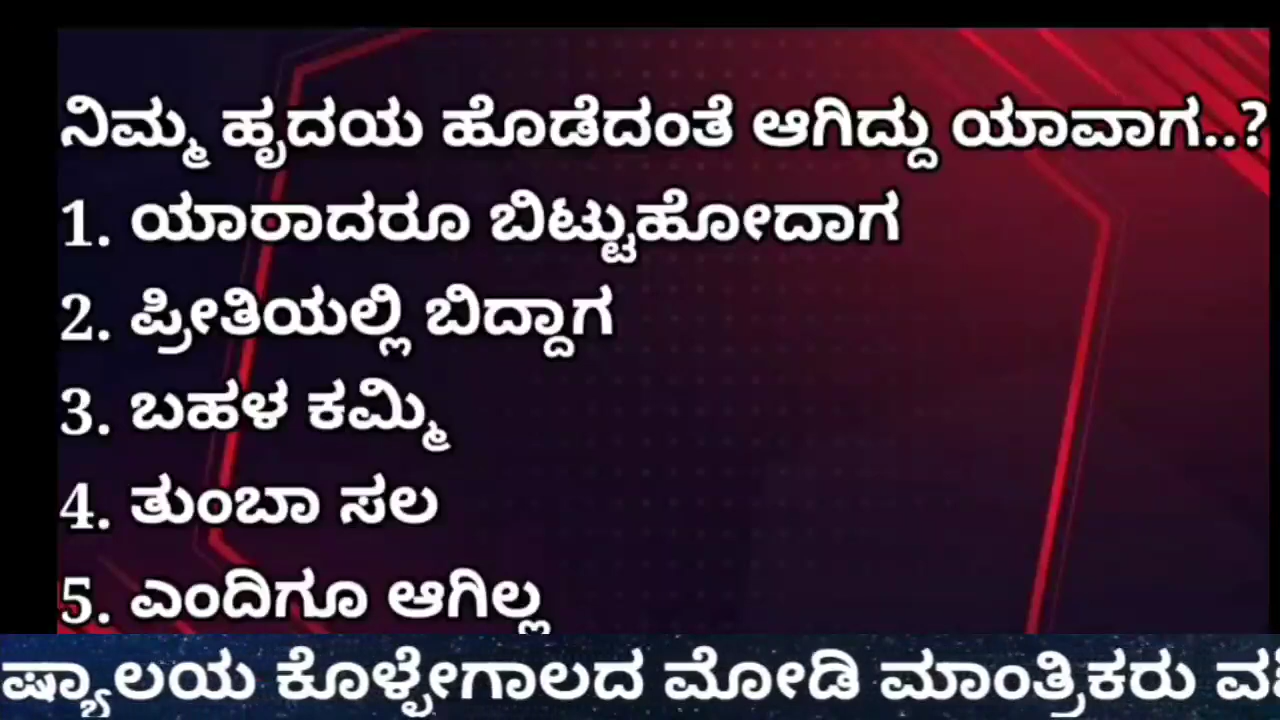 ನಿಮ್ಮ ಹೃದಯ ಹೊಡೆದಂತೆ ಆಗಿದ್ದು ಯಾವಾಗ..?
1. ಯಾರಾದರೂ ಬಿಟ್ಟುಹೋದಾಗ
2. ಪ್ರೀತಿಯಲ್ಲಿ ಬಿದ್ದಾಗ
3. ಬಹಳ ಕಮ್ಮಿ
4. ತುಂಬಾ ಸಲ
5. ಎಂದಿಗೂ ಆಗಿಲ್ಲ
ಷ್ಯಾಲಯ ಕೊಳ್ಳೇಗಾಲದ ಮೋಡಿ ಮಾಂತ್ರಿಕರು